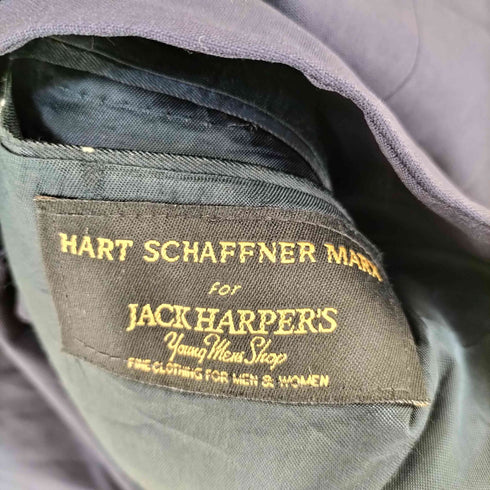 HART SCHAFFNER MARX
FOR
JACK HARPER'S
Young Mens Shop
FINE CLOTHING FOR MEN & WOMEN